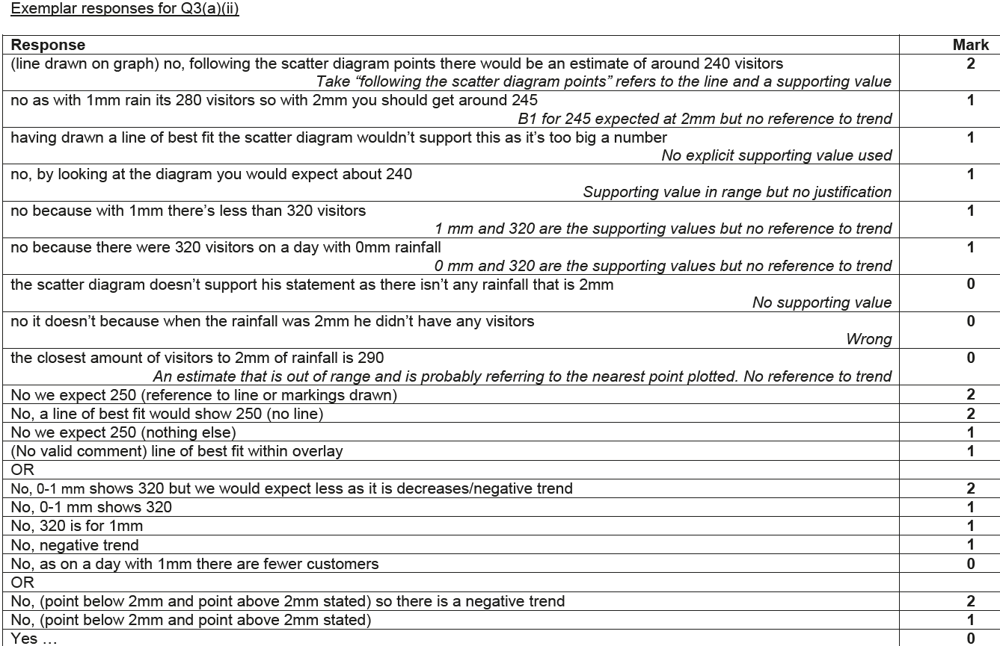 Exemplar responses for Q3(a)(ii)
Response Mark
(line drawn on graph) no, following the scatter diagram points there would be an estimate of around 240 visitors 2
Take “following the scatter diagram points” refers to the line and a supporting value
no as with 1mm rain its 280 visitors so with 2mm you should get around 245 1
B1 for 245 expected at 2mm but no reference to trend
having drawn a line of best fit the scatter diagram wouldn’t support this as it’s too big a number 1
No explicit supporting value used
no, by looking at the diagram you would expect about 240 1
Supporting value in range but no justification
no because with 1mm there’s less than 320 visitors 1
1 mm and 320 are the supporting values but no reference to trend
no because there were 320 visitors on a day with 0mm rainfall 1
0 mm and 320 are the supporting values but no reference to trend
the scatter diagram doesn’t support his statement as there isn’t any rainfall that is 2mm 0
No supporting value
no it doesn’t because when the rainfall was 2mm he didn’t have any visitors 0
Wrong
the closest amount of visitors to 2mm of rainfall is 290 0
An estimate that is out of range and is probably referring to the nearest point plotted. No reference to trend
No we expect 250 (reference to line or markings drawn) 2
No, a line of best fit would show 250 (no line) 2
No we expect 250 (nothing else) 1
(No valid comment) line of best fit within overlay 1
OR
No, 0-1 mm shows 320 but we would expect less as it is decreases/negative trend 2
No, 0-1 mm shows 320 1
No, 320 is for 1mm 1
No, negative trend 1
No, as on a day with 1mm there are fewer customers 0
OR
No, (point below 2mm and point above 2mm stated) so there is a negative trend 2
No, (point below 2mm and point above 2mm stated) 1
Yes … 0